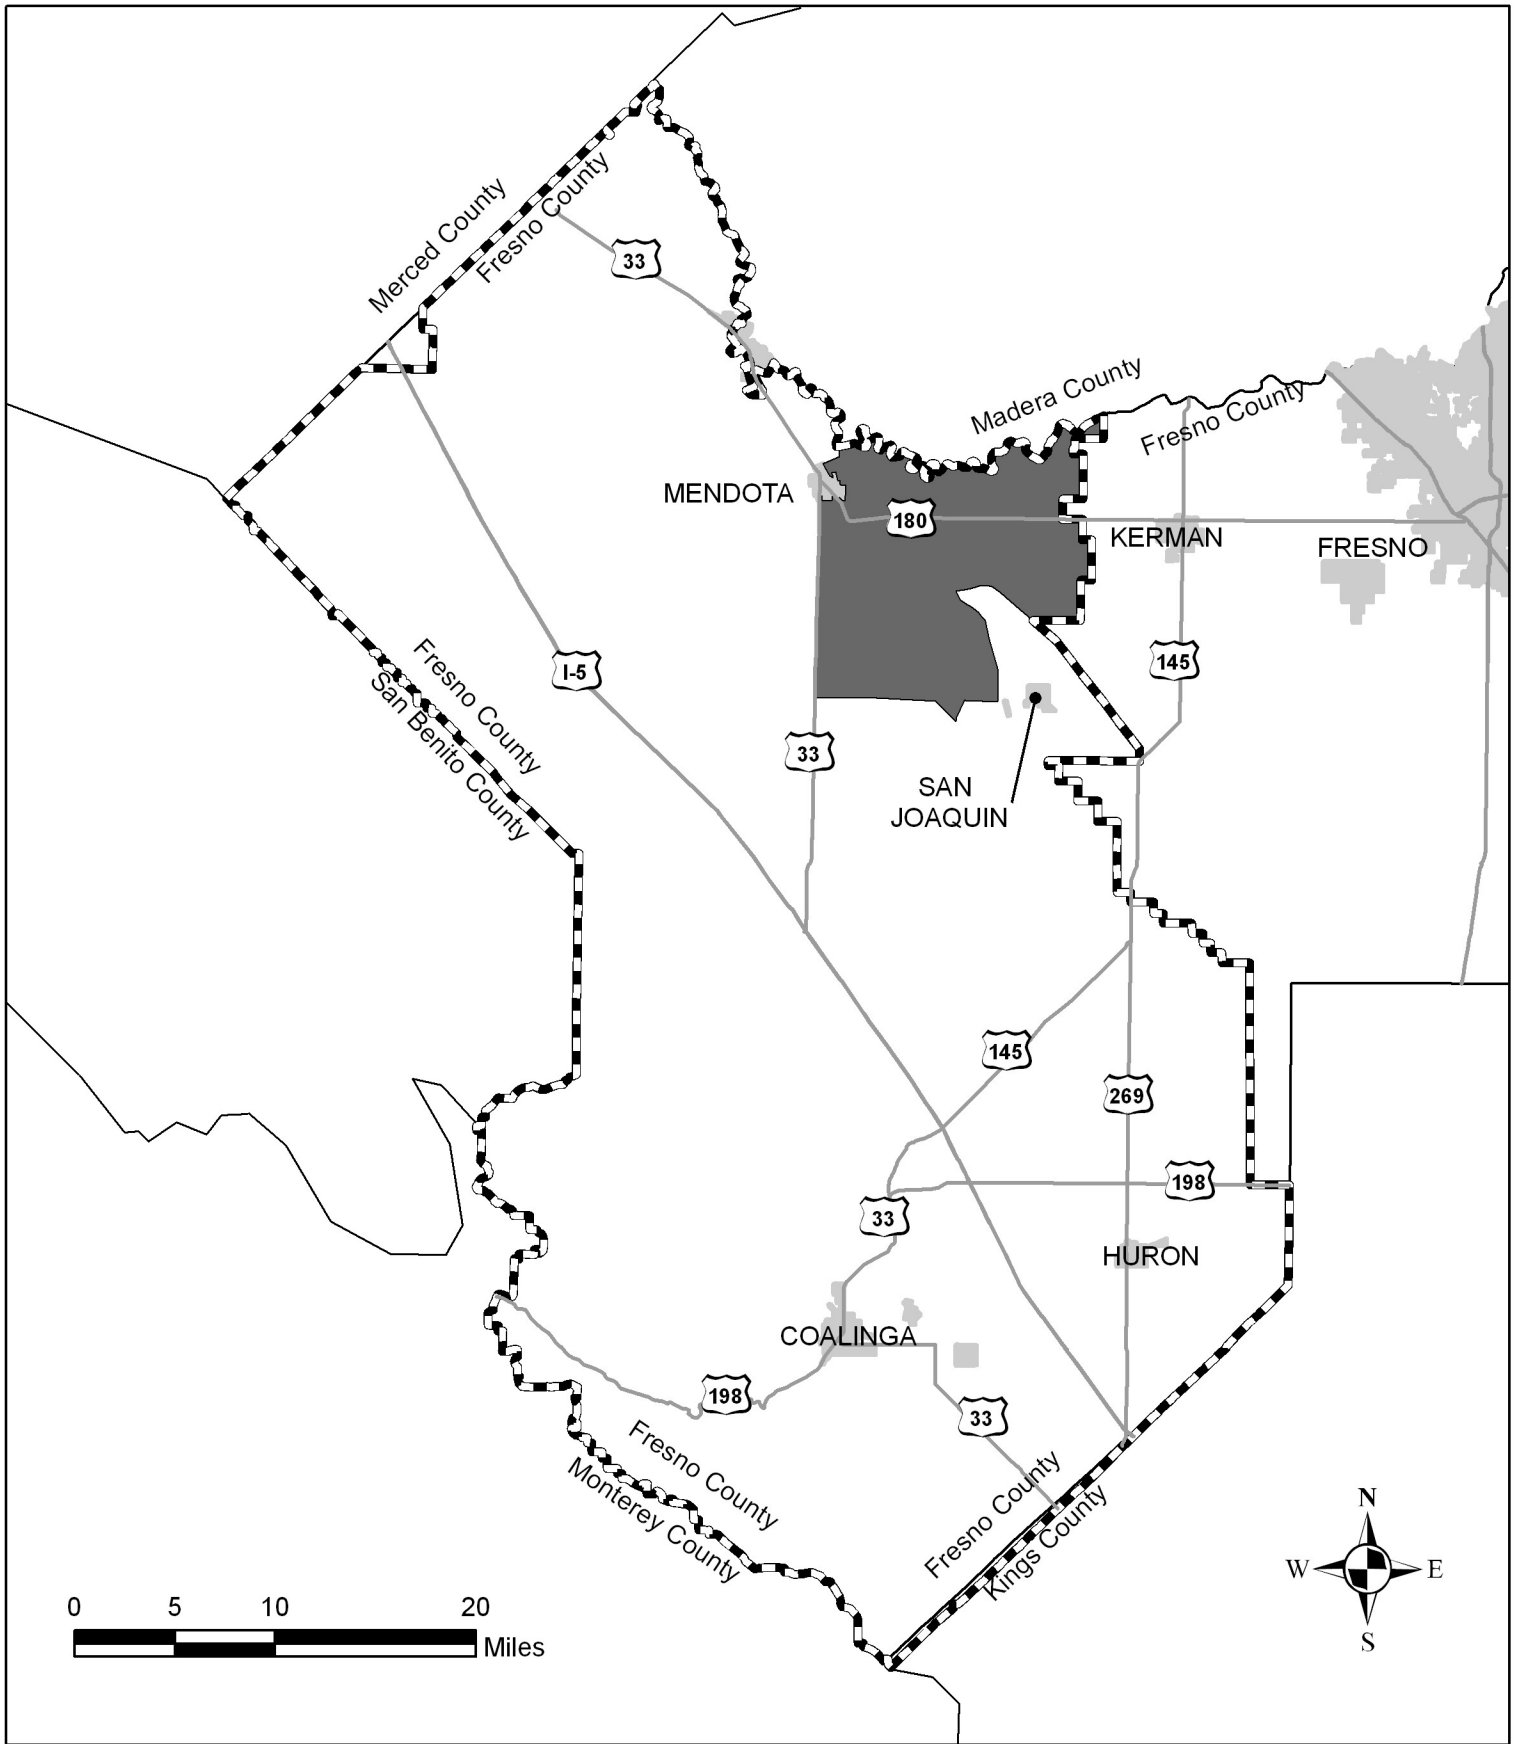 Merced County
Fresno County
33
Madera County
Fresno County
MENDOTA
180
KERMAN
FRESNO
Fresno County
San Benito County
I-5
145
33
SAN
JOAQUIN
145
269
198
33
HURON
COALINGA
198
33
Fresno County
Monterey County
Fresno County
Kings County
N
W
E
S
0
5
10
20
Miles